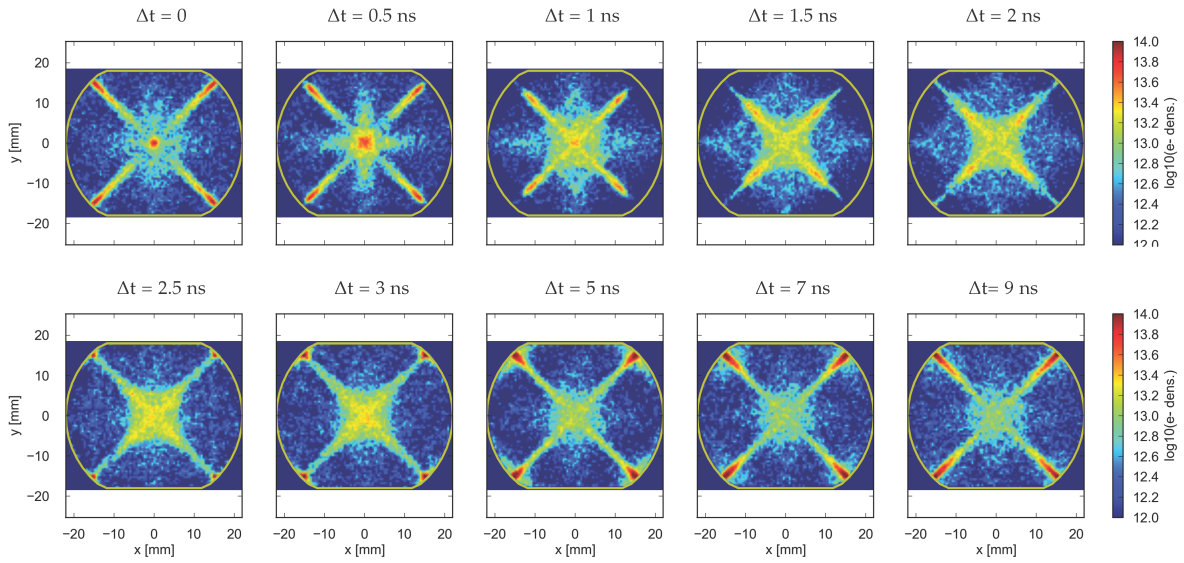 Δt = 0
Δt = 0.5 ns
Δt = 1 ns
Δt = 1.5 ns
Δt = 2 ns
20
10
0
−10
−20
y [mm]
14.0
13.8
13.6
13.4
13.2
13.0
12.8
12.6
12.4
12.2
12.0
log10(e- dens.)
Δt = 2.5 ns
Δt = 3 ns
Δt = 5 ns
Δt = 7 ns
Δt= 9 ns
20
10
0
−10
−20
y [mm]
14.0
13.8
13.6
13.4
13.2
13.0
12.8
12.6
12.4
12.2
12.0
log10(e- dens.)
−20 −10 0 10 20
−20 −10 0 10 20
−20 −10 0 10 20
−20 −10 0 10 20
−20 −10 0 10 20
x [mm]
x [mm]
x [mm]
x [mm]
x [mm]